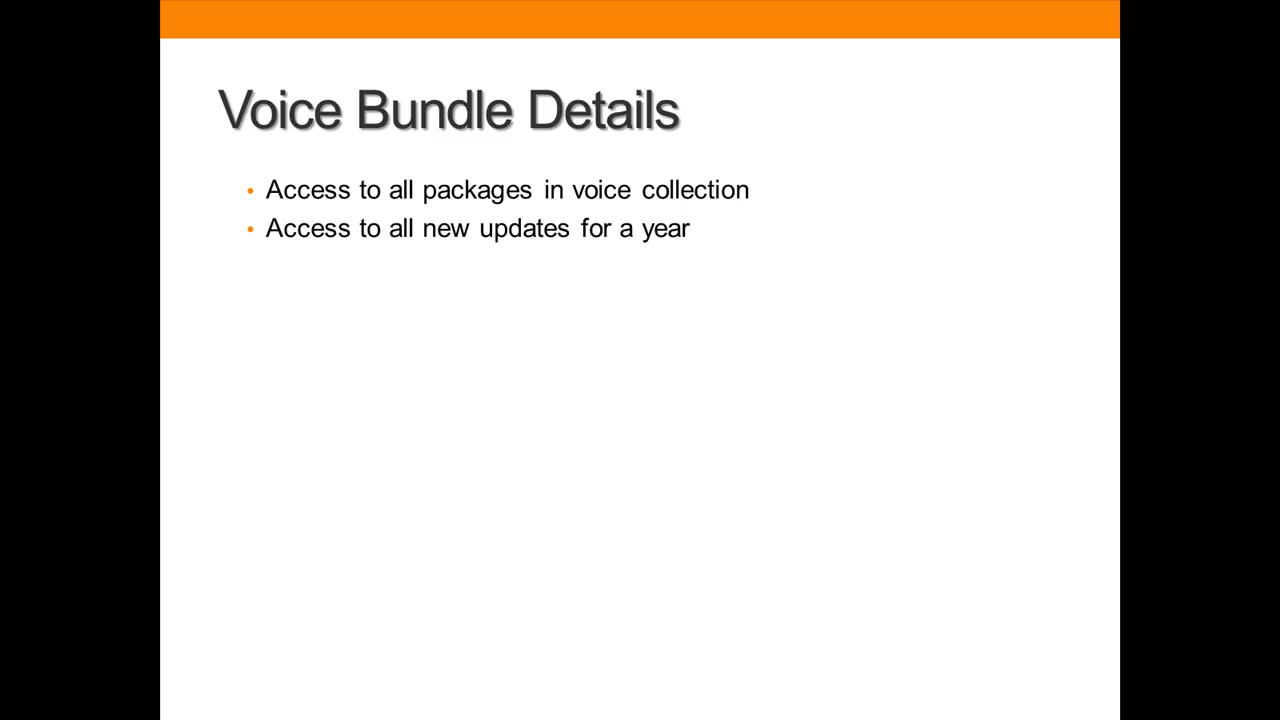 Voice Bundle Details
• Access to all packages in voice collection
• Access to all new updates for a year